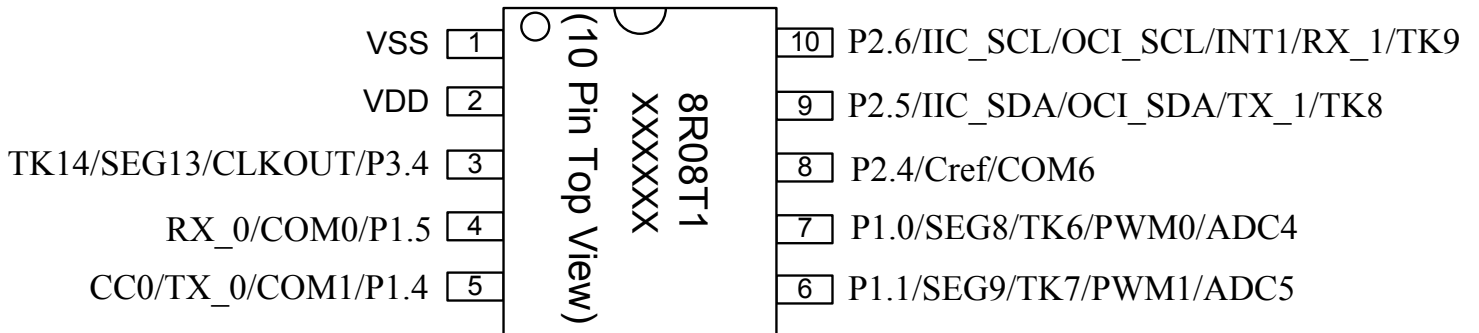 VSS 1
VDD 2
TK14/SEG13/CLKOUT/P3.4 3
RX_0/COM0/P1.5 4
CC0/TX_0/COM1/P1.4 5
(10 Pin Top View)
8R08T1
XXXXXX
10 P2.6/IIC_SCL/OCI_SCL/INT1/RX_1/TK9
9 P2.5/IIC_SDA/OCI_SDA/TX_1/TK8
8 P2.4/Cref/COM6
7 P1.0/SEG8/TK6/PWM0/ADC4
6 P1.1/SEG9/TK7/PWM1/ADC5